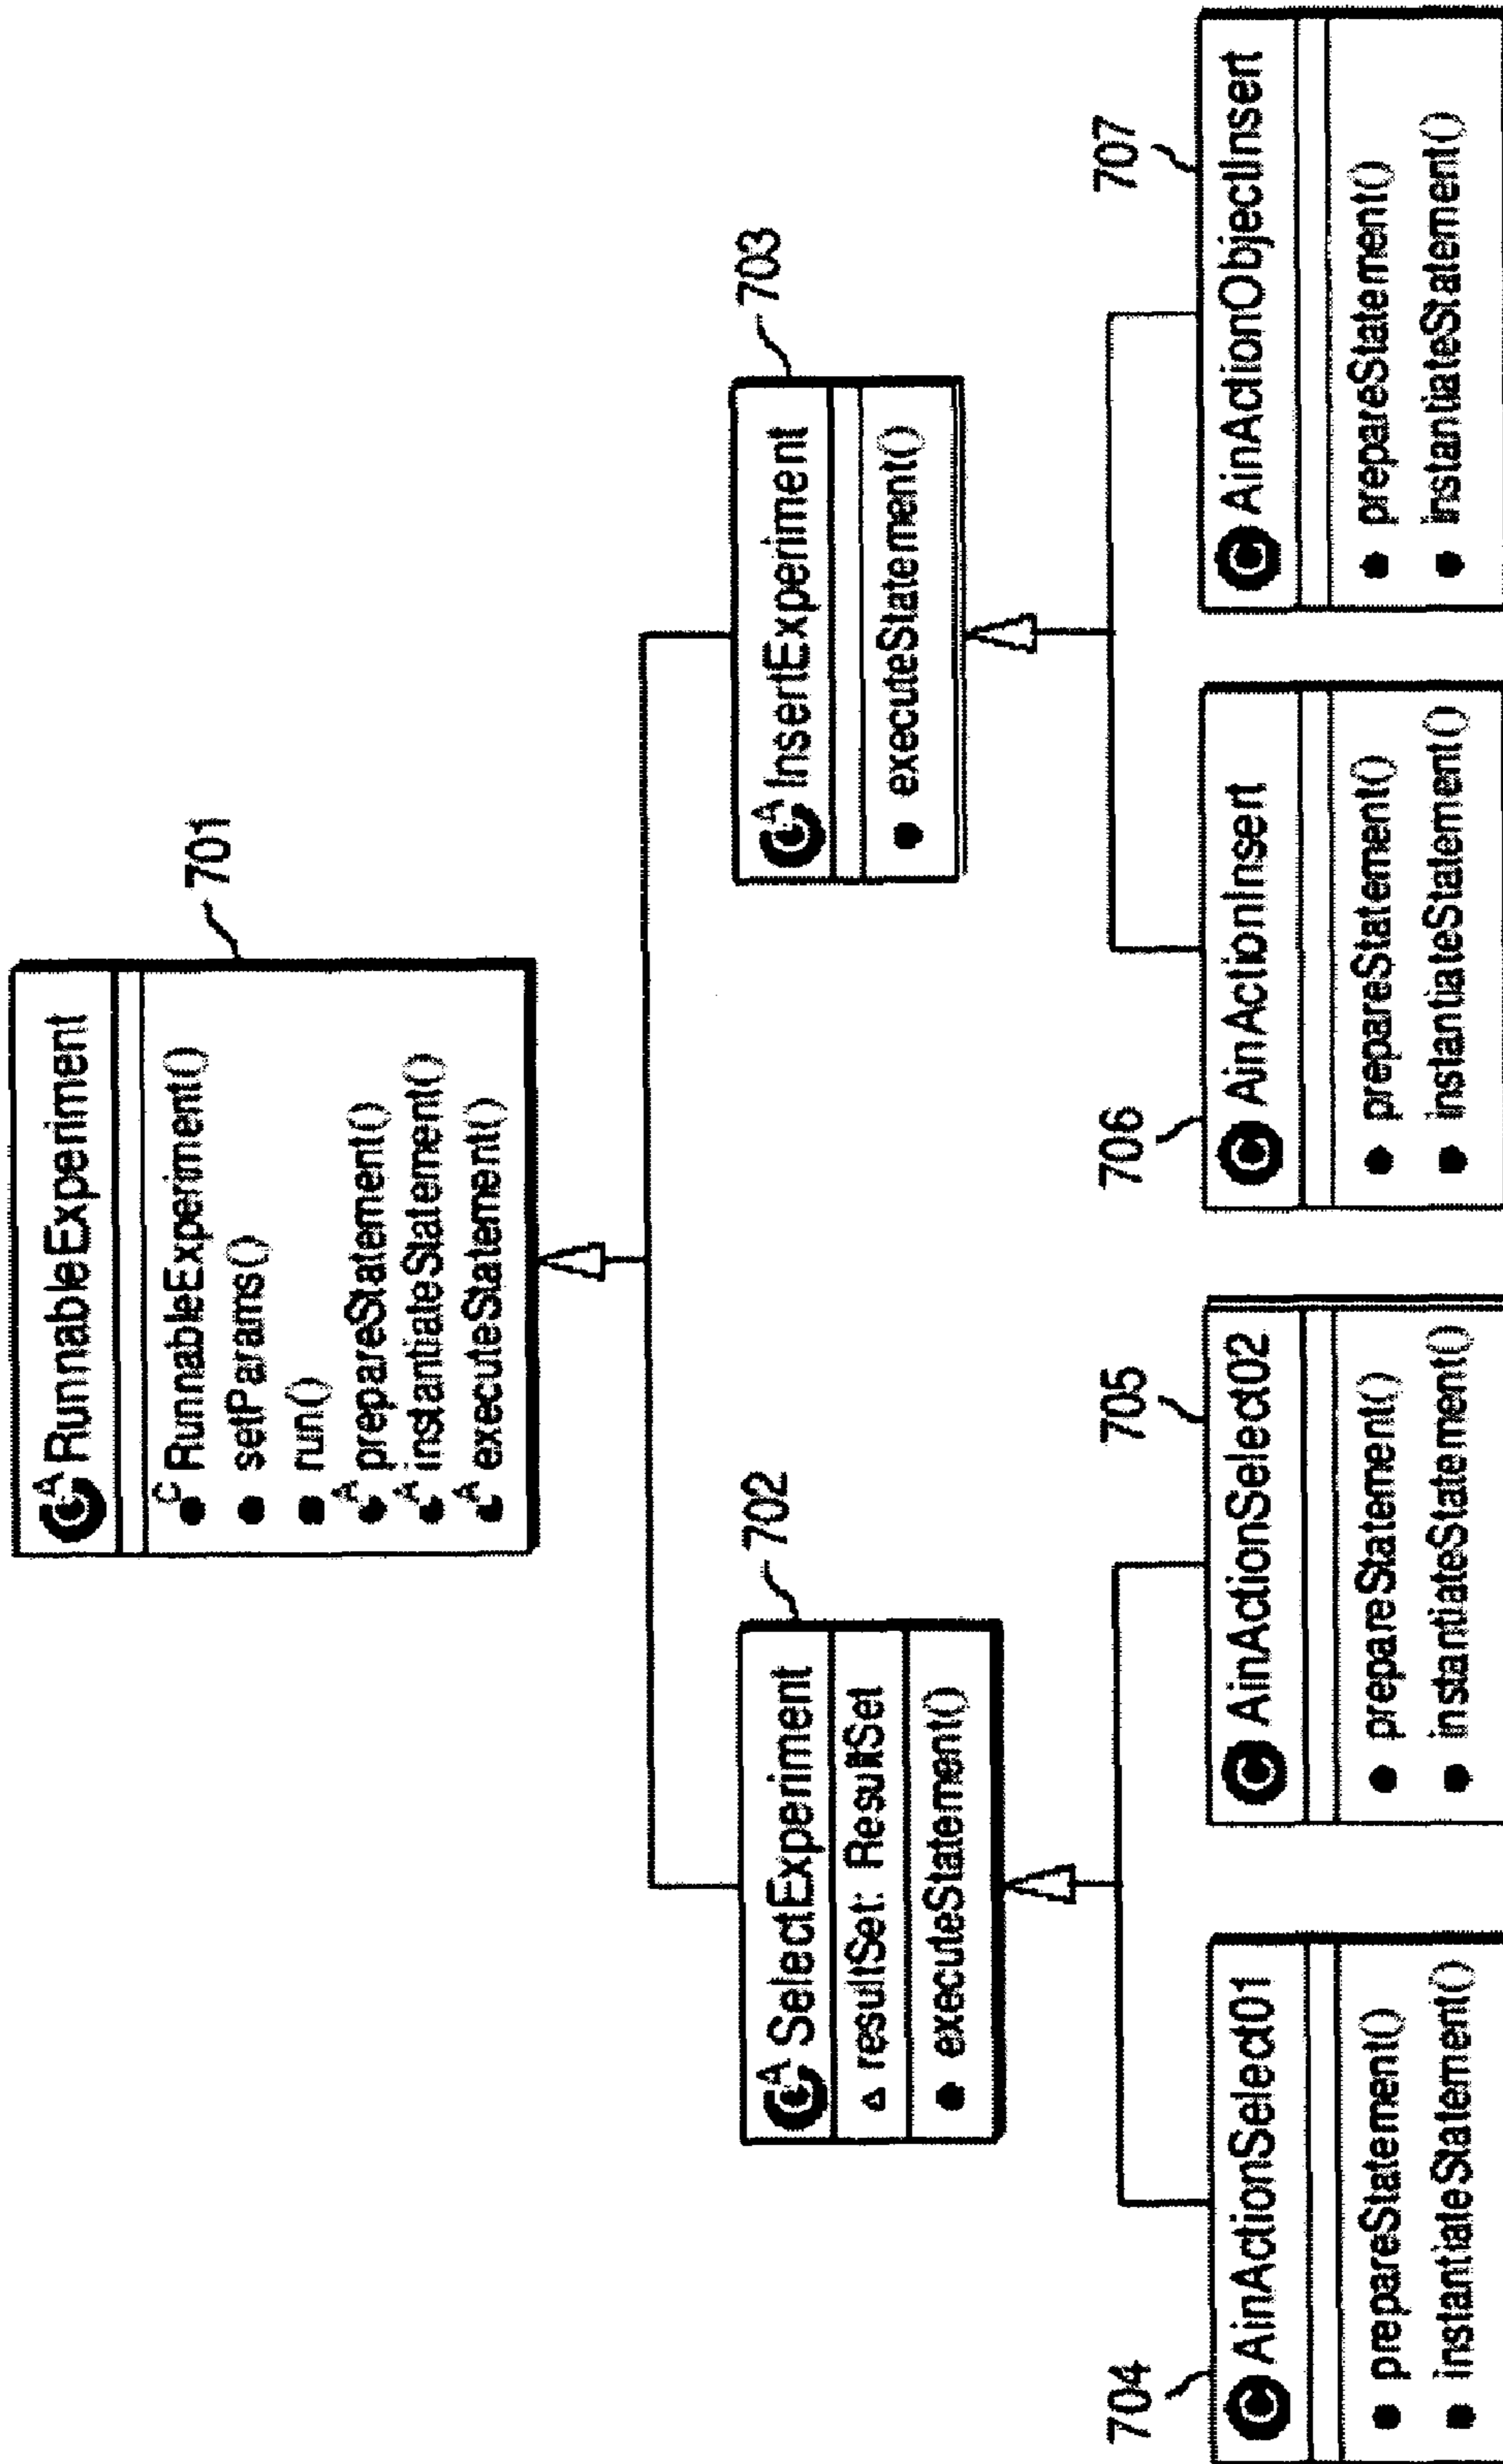 701
A
C RunnableExperiment
C RunnableExperiment()
setParams()
run()
A prepareStatement()
A instantiateStatement()
A executeStatement()
702
A
C SelectExperiment
resultSet: ResultSet
executeStatement()
703
A
C InsertExperiment
executeStatement()
704
C AinActionSelect01
prepareStatement()
instantiateStatement()
705
C AinActionSelect02
prepareStatement()
instantiateStatement()
706
C AinActionInsert
prepareStatement()
instantiateStatement()
707
C AinActionObjectInsert
prepareStatement()
instantiateStatement()